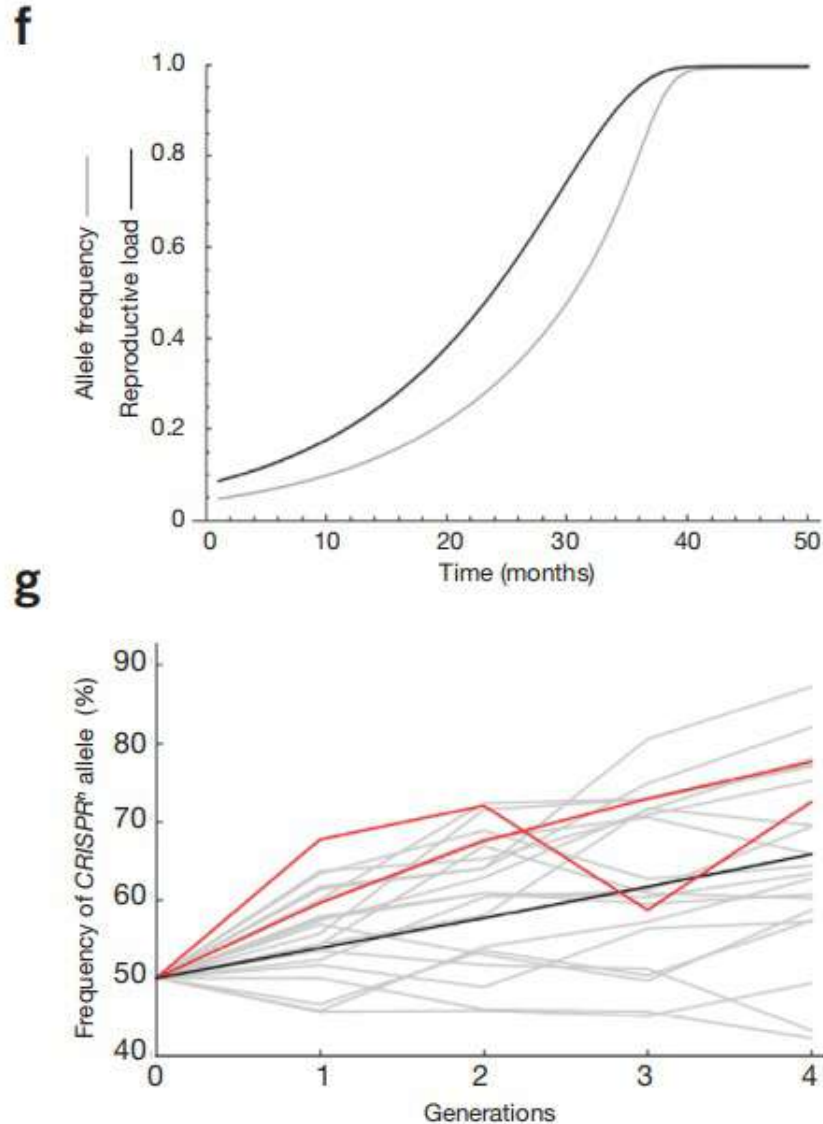 f
1.0
0.8
0.6
0.4
0.2
0
Allele frequency
Reproductive load
0 10 20 30 40 50
Time (months)
g
90
80
70
60
50
40
Frequency of CRISPRʰ allele (%)
0 1 2 3 4
Generations